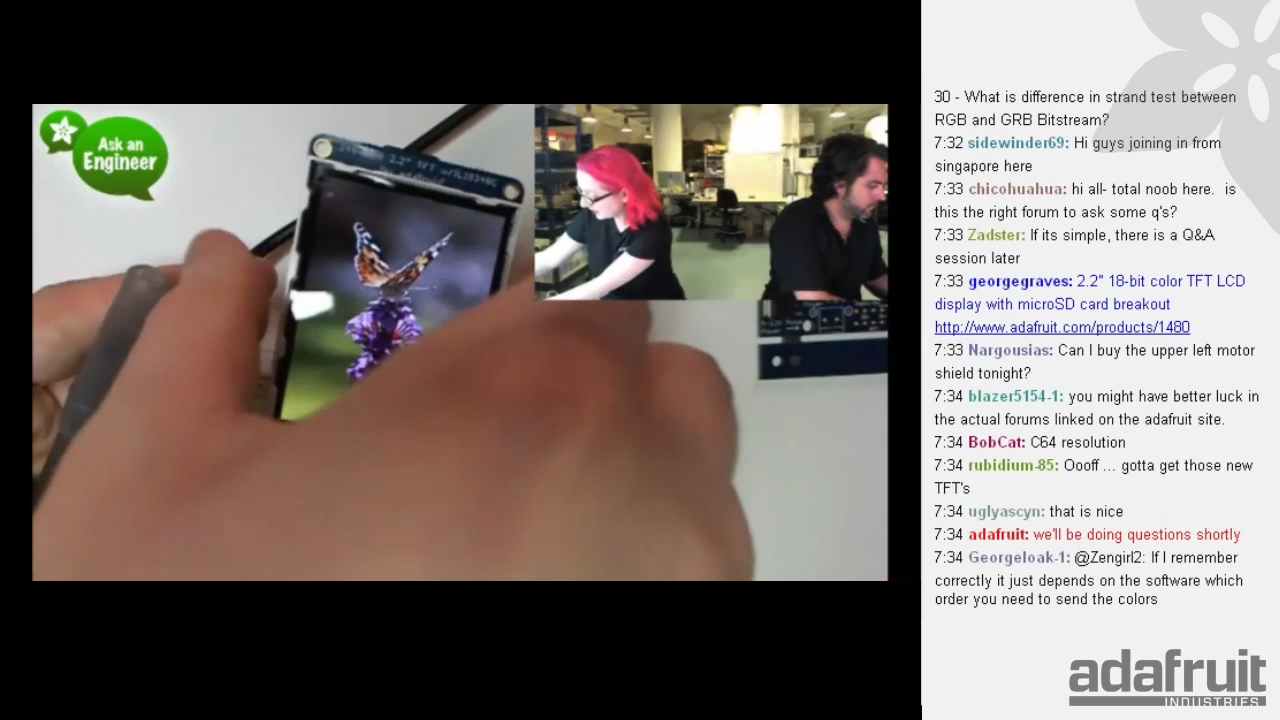 Ask an
Engineer
2.2" TFT
30 - What is difference in strand test between
RGB and GRB Bitstream?
7:32 sidewinder69: Hi guys joining in from
singapore here
7:33 chicohuahua: hi all- total noob here. is
this the right forum to ask some q's?
7:33 Zadster: If its simple, there is a Q&A
session later
7:33 georgegraves: 2.2" 18-bit color TFT LCD
display with microSD card breakout
http://www.adafruit.com/products/1480
7:33 Nargousias: Can I buy the upper left motor
shield tonight?
7:34 blazer5154-1: you might have better luck in
the actual forums linked on the adafruit site.
7:34 BobCat: C64 resolution
7:34 rubidium-85: Oooff ... gotta get those new
TFT's
7:34 uglyascyn: that is nice
7:34 adafruit: we'll be doing questions shortly
7:34 Georgeloak-1: @Zengirl2: If I remember
correctly it just depends on the software which
order you need to send the colors
adafruit
INDUSTRIES